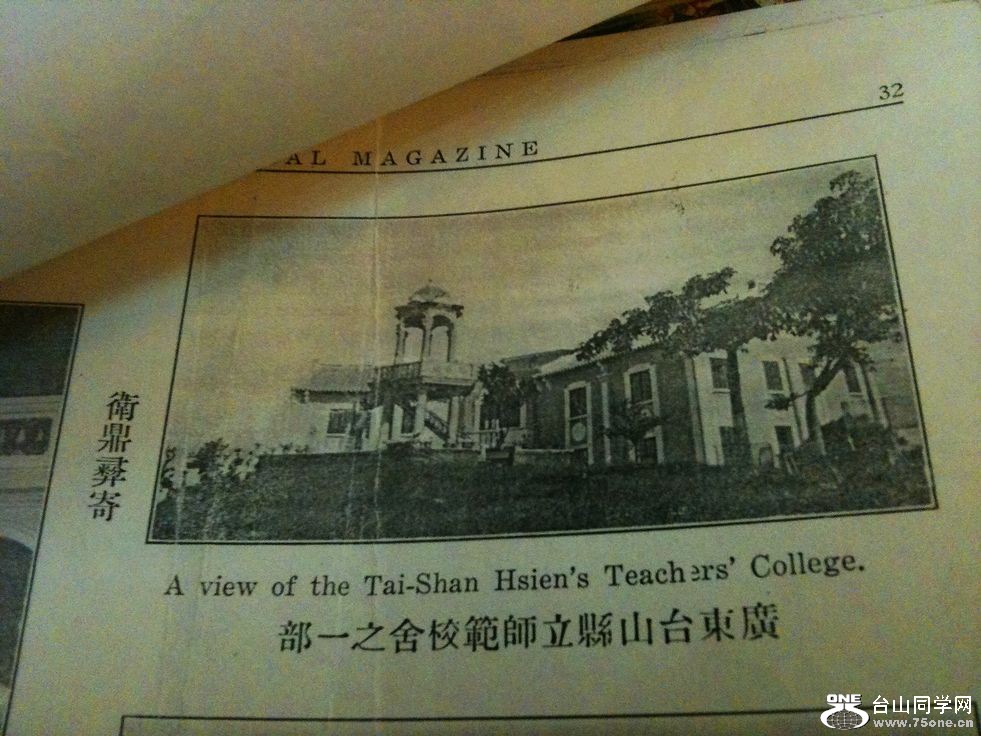 32
AL MAGAZINE
衛鼎彞寄
A view of the Tai-Shan Hsien's Teachers' College.
廣東台山縣立師範校舍之一部
ONE 台山同学网
www.75one.cn